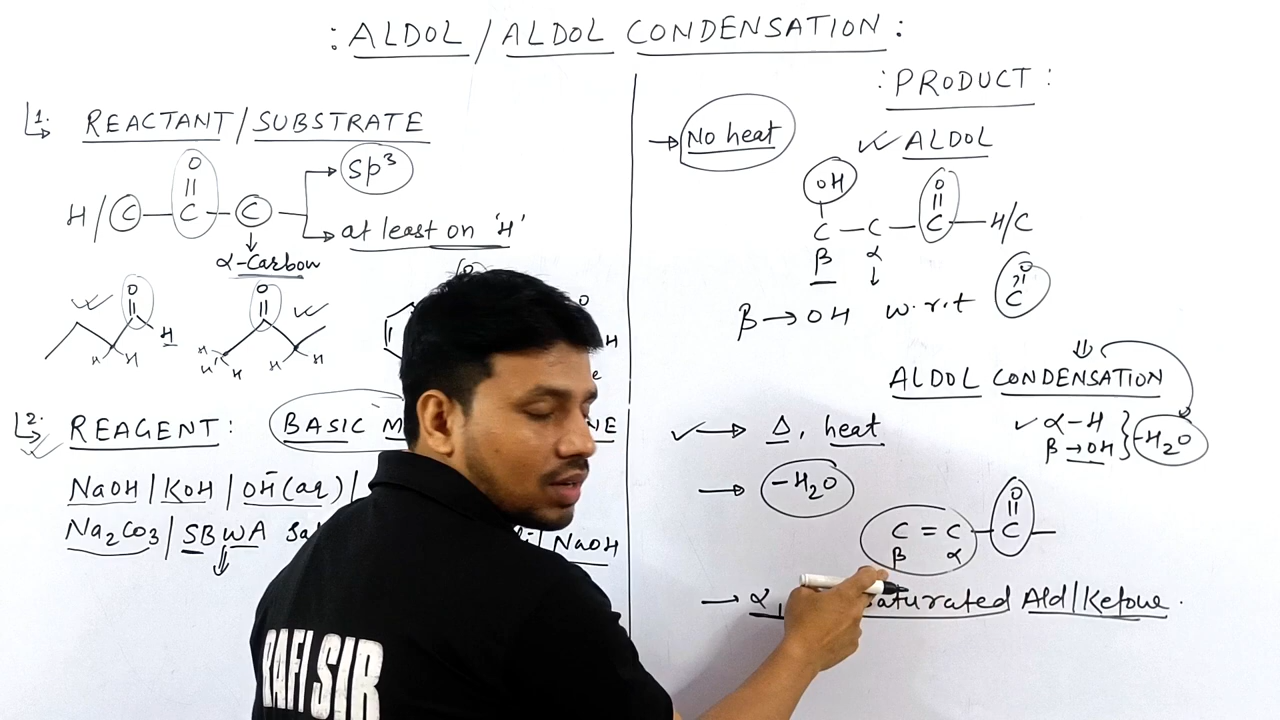 : ALDOL / ALDOL CONDENSATION :
1. REACTANT / SUBSTRATE
O
H / C — C — C
sp³
at least on 'H'
α-Carbon
O
H
H H
O
H H H
H H
O
H
2. REAGENT : BASIC
NaOH | KOH | OH̄ (aq) |
Na₂Co₃ / SBWA
NaoH
: PRODUCT :
→ No heat
ALDOL
OH O
C — C — C — H/C
β α
β → OH w.r.t C=O
⇓
ALDOL CONDENSATION
→ Δ, heat
α-H
β → OH } -H₂O
→ -H₂O
O
C = C — C —
β α
→ α, saturated Ald/Ketone.
RAFI SIR